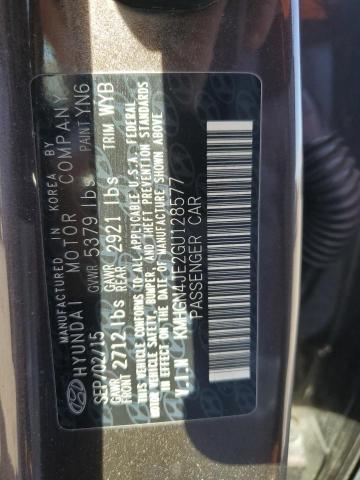 MANUFACTURED IN KOREA BY
HYUNDAI MOTOR COMPANY
SEP/02/15 GVWR 5379 lbs PAINT YN6
GAWR FRONT 2712 lbs GAWR REAR 2921 lbs TRIM WYB
THIS VEHICLE CONFORMS TO ALL APPLICABLE U.S.A. FEDERAL
MOTOR VEHICLE SAFETY, BUMPER, AND THEFT PREVENTION STANDARDS
IN EFFECT ON THE DATE OF MANUFACTURE SHOWN ABOVE.
V.I.N KMHGN4JE2GU128577
PASSENGER CAR